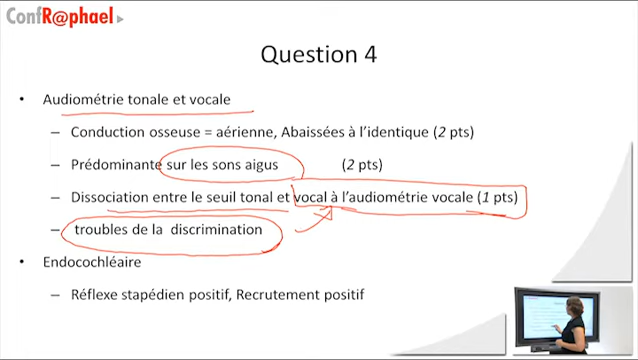 ConfR@phael
Question 4
• Audiométrie tonale et vocale
– Conduction osseuse = aérienne, Abaissées à l'identique (2 pts)
– Prédominante sur les sons aigus (2 pts)
– Dissociation entre le seuil tonal et vocal à l'audiométrie vocale (1 pts)
– troubles de la discrimination
• Endocochléaire
– Réflexe stapédien positif, Recrutement positif